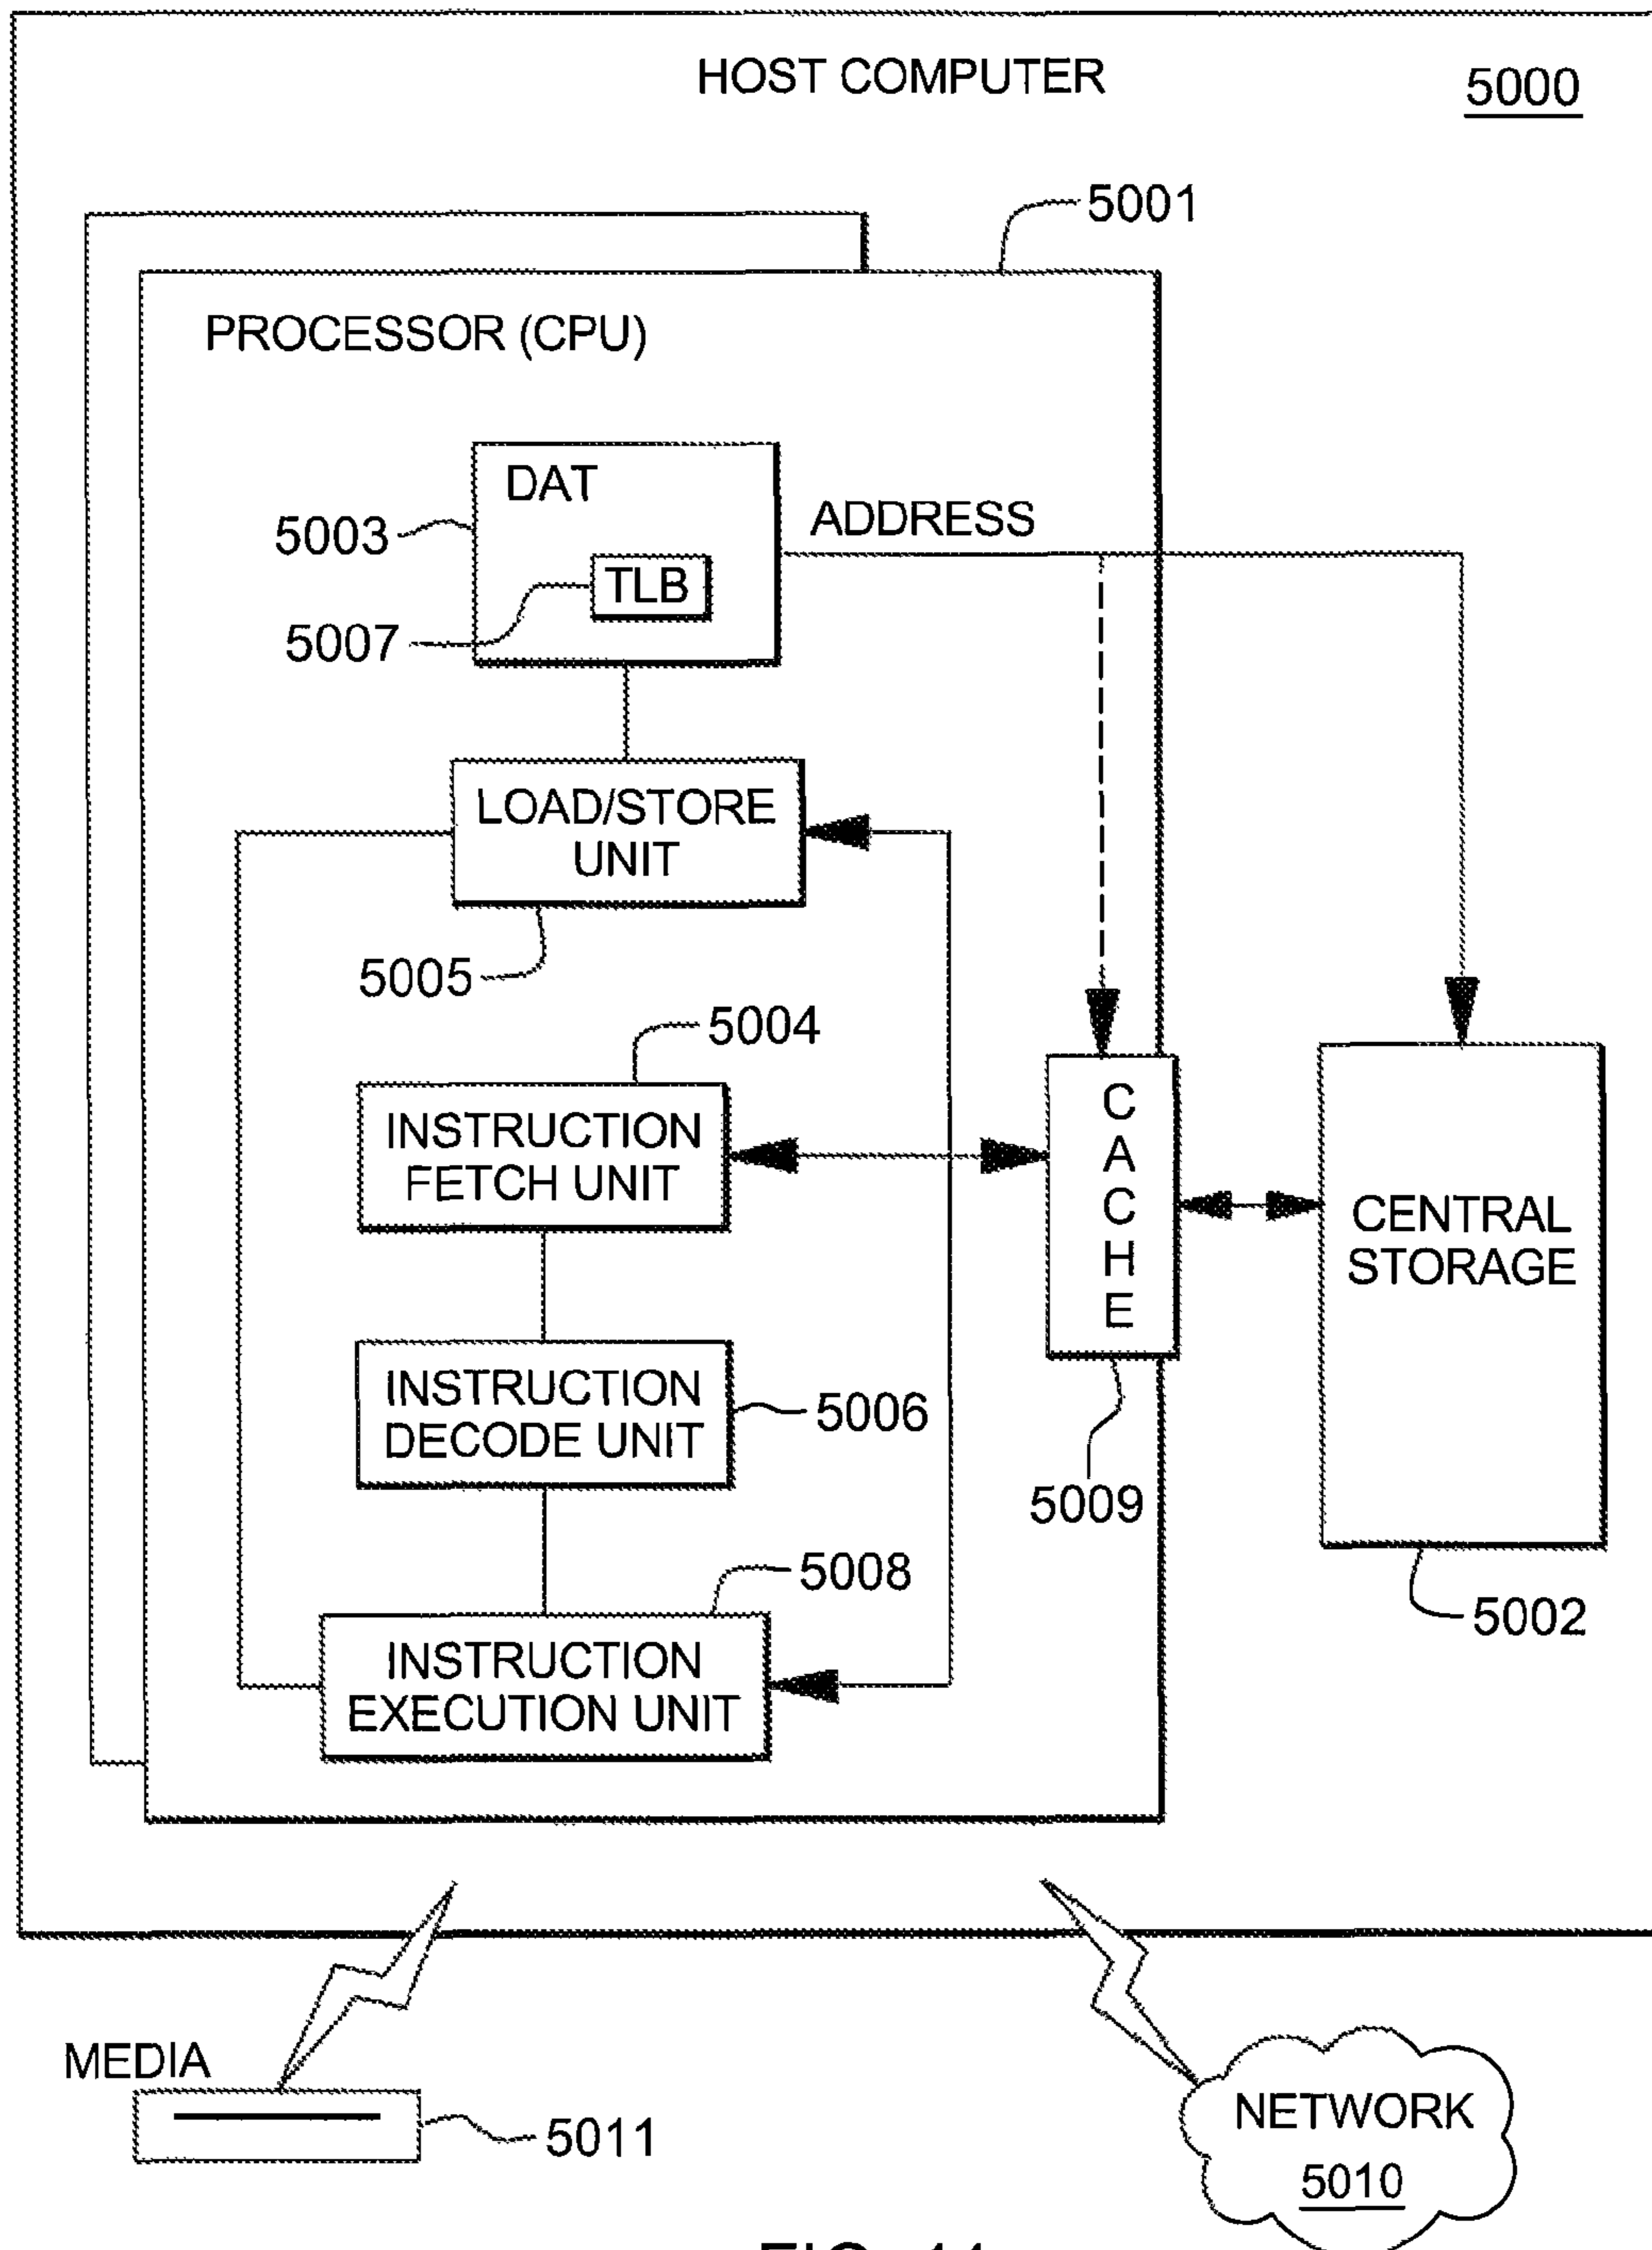 HOST COMPUTER
5000
5001
PROCESSOR (CPU)
DAT
ADDRESS
5003
TLB
5007
LOAD/STORE
UNIT
5005
5004
INSTRUCTION
FETCH UNIT
C
A
C
H
E
CENTRAL
STORAGE
INSTRUCTION
DECODE UNIT
5006
5009
5008
5002
INSTRUCTION
EXECUTION UNIT
MEDIA
5011
NETWORK
5010